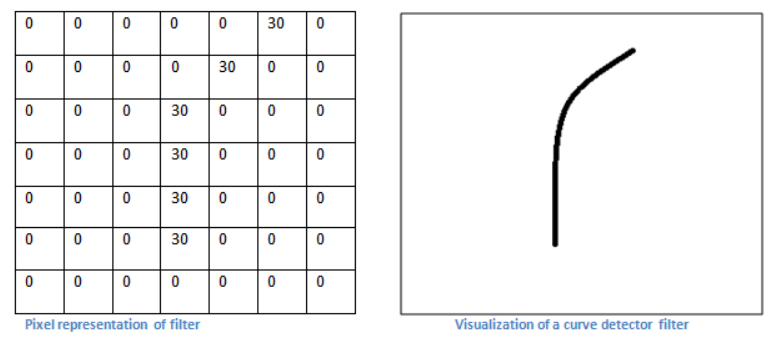 0 0 0 0 0 30 0
0 0 0 0 30 0 0
0 0 0 30 0 0 0
0 0 0 30 0 0 0
0 0 0 30 0 0 0
0 0 0 30 0 0 0
0 0 0 0 0 0 0
Pixel representation of filter
Visualization of a curve detector filter